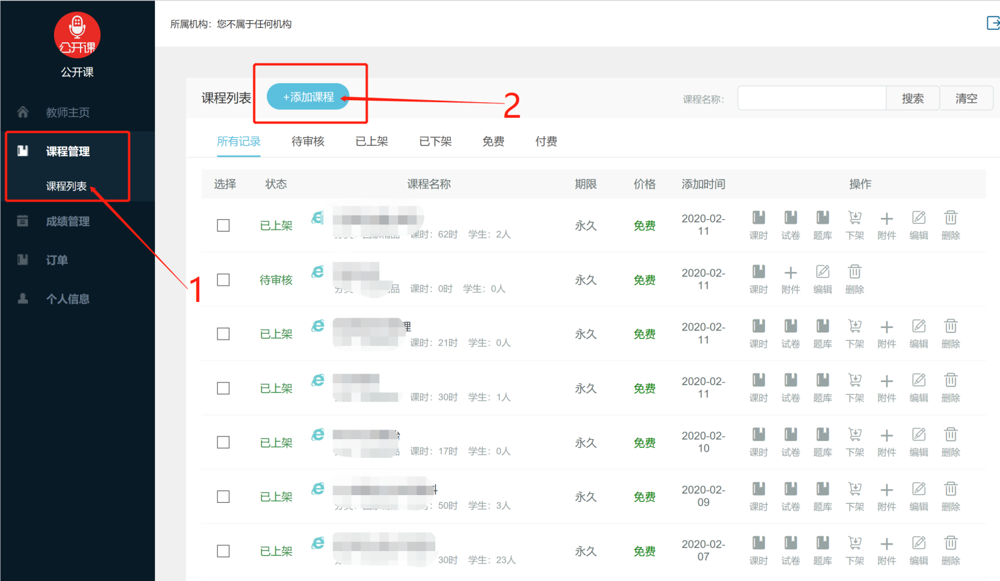 公开课
公开课
教师主页
课程管理
课程列表
成绩管理
订单
个人信息
1
所属机构：您不属于任何机构
课程列表
+添加课程
2
课程名称：
搜索
清空
所有记录 待审核 已上架 已下架 免费 付费
选择 状态 课程名称 期限 价格 添加时间 操作
已上架 课时：62时 学生：2人 永久 免费 2020-02-11 课时 试卷 题库 下架 附件 编辑 删除
待审核 品 课时：0时 学生：0人 永久 免费 2020-02-11 课时 附件 编辑 删除
已上架 理 课时：21时 学生：0人 永久 免费 2020-02-11 课时 试卷 题库 下架 附件 编辑 删除
已上架 课时：30时 学生：1人 永久 免费 2020-02-11 课时 试卷 题库 下架 附件 编辑 删除
已上架 课时：17时 学生：0人 永久 免费 2020-02-10 课时 试卷 题库 下架 附件 编辑 删除
已上架 50时 学生：3人 永久 免费 2020-02-09 课时 试卷 题库 下架 附件 编辑 删除
已上架 30时 学生：23人 永久 免费 2020-02-07 课时 试卷 题库 下架 附件 编辑 删除